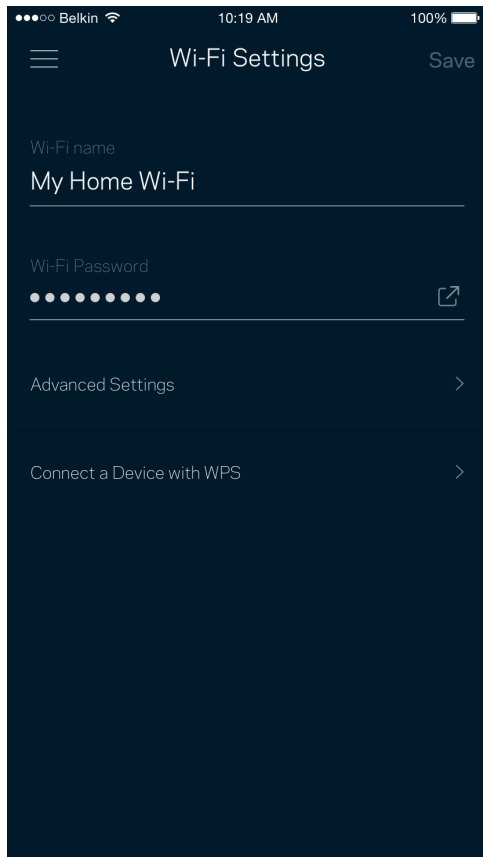 Belkin 10:19 AM 100%
Wi-Fi Settings Save
Wi-Fi name
My Home Wi-Fi
Wi-Fi Password
●●●●●●●●●
Advanced Settings
Connect a Device with WPS